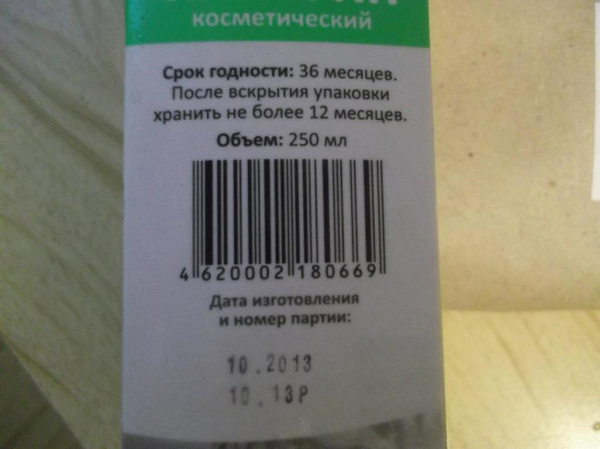 косметический
Срок годности: 36 месяцев.
После вскрытия упаковки
хранить не более 12 месяцев.
Объем: 250 мл
4 620002 180669
Дата изготовления
и номер партии:
10.2013
10.13Р